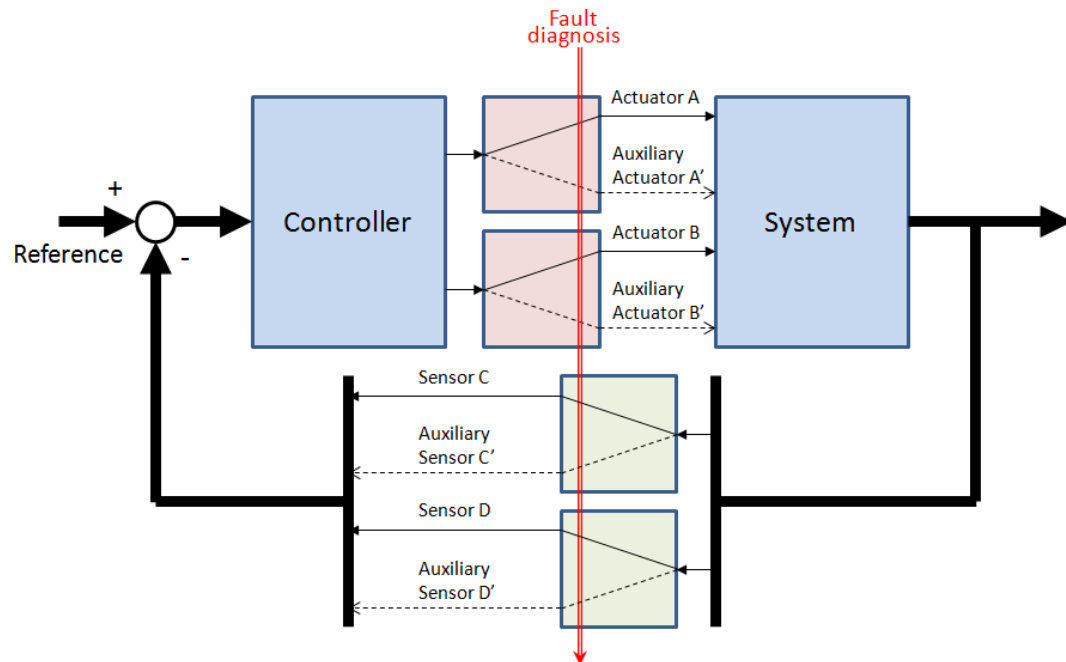 Fault
diagnosis
Actuator A
Auxiliary
Actuator A’
+
Controller
System
Reference
-
Actuator B
Auxiliary
Actuator B’
Sensor C
Auxiliary
Sensor C’
Sensor D
Auxiliary
Sensor D’